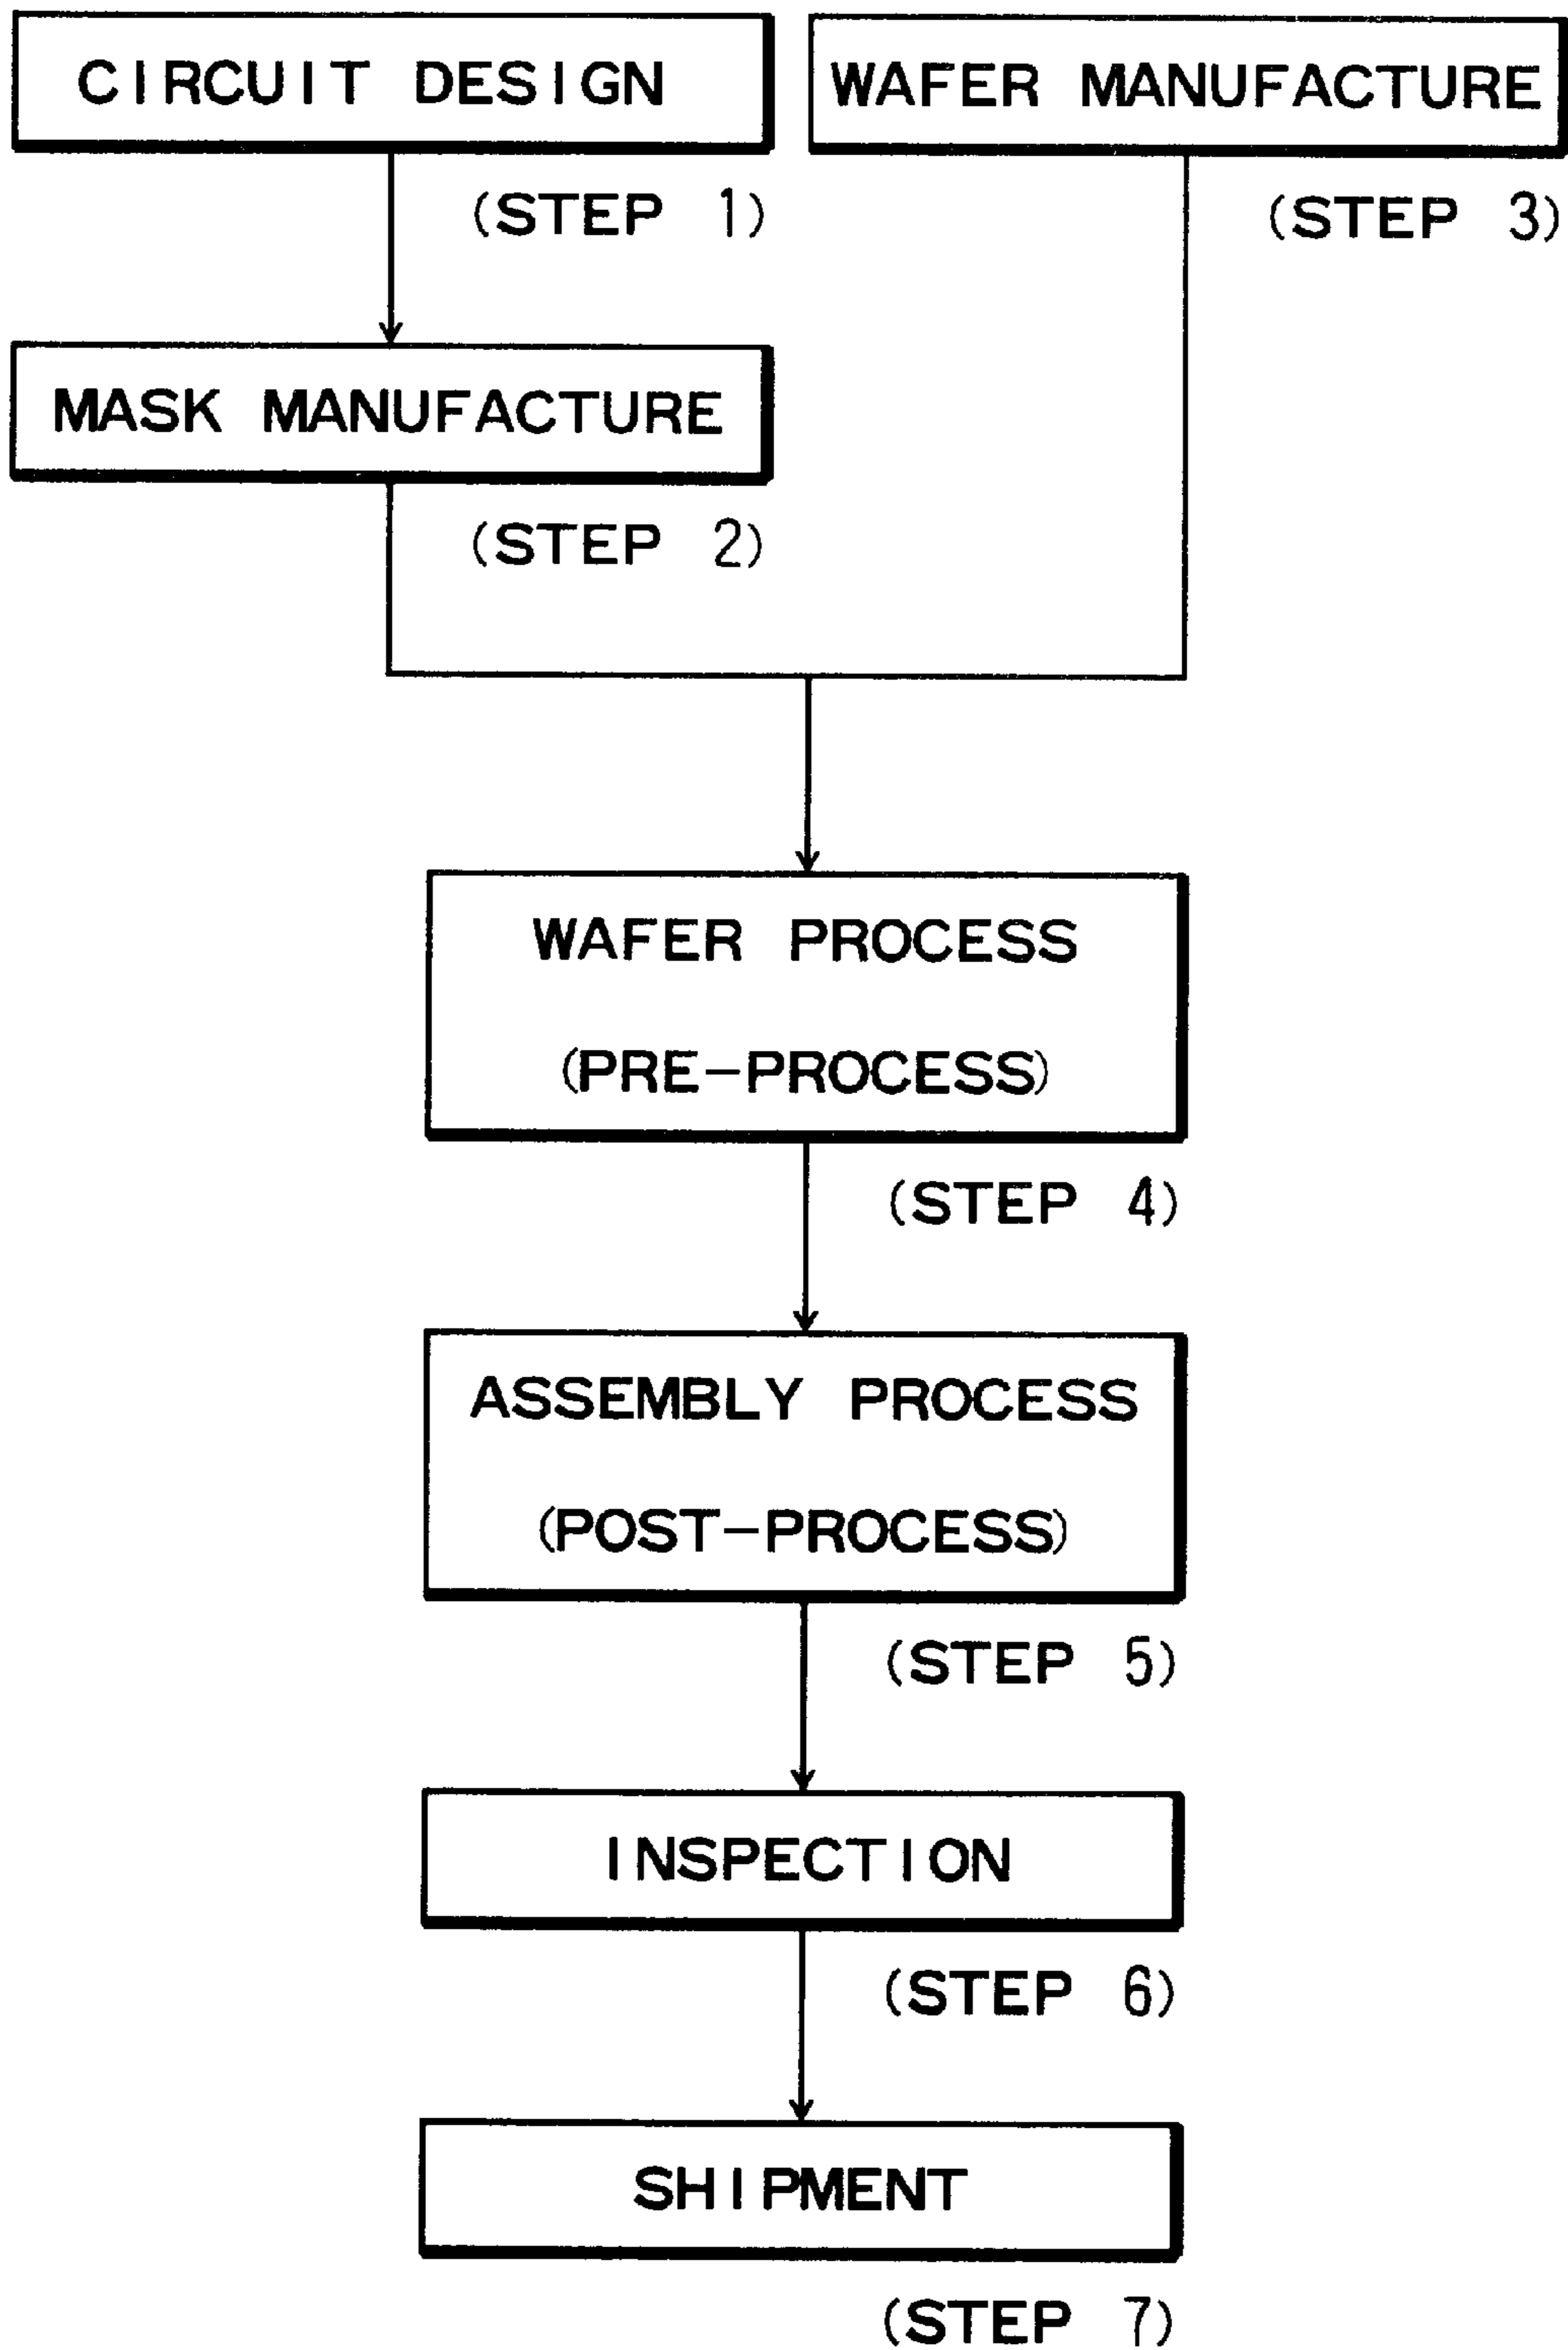 CIRCUIT DESIGN
(STEP 1)
WAFER MANUFACTURE
(STEP 3)
MASK MANUFACTURE
(STEP 2)
WAFER PROCESS
(PRE-PROCESS)
(STEP 4)
ASSEMBLY PROCESS
(POST-PROCESS)
(STEP 5)
INSPECTION
(STEP 6)
SHIPMENT
(STEP 7)